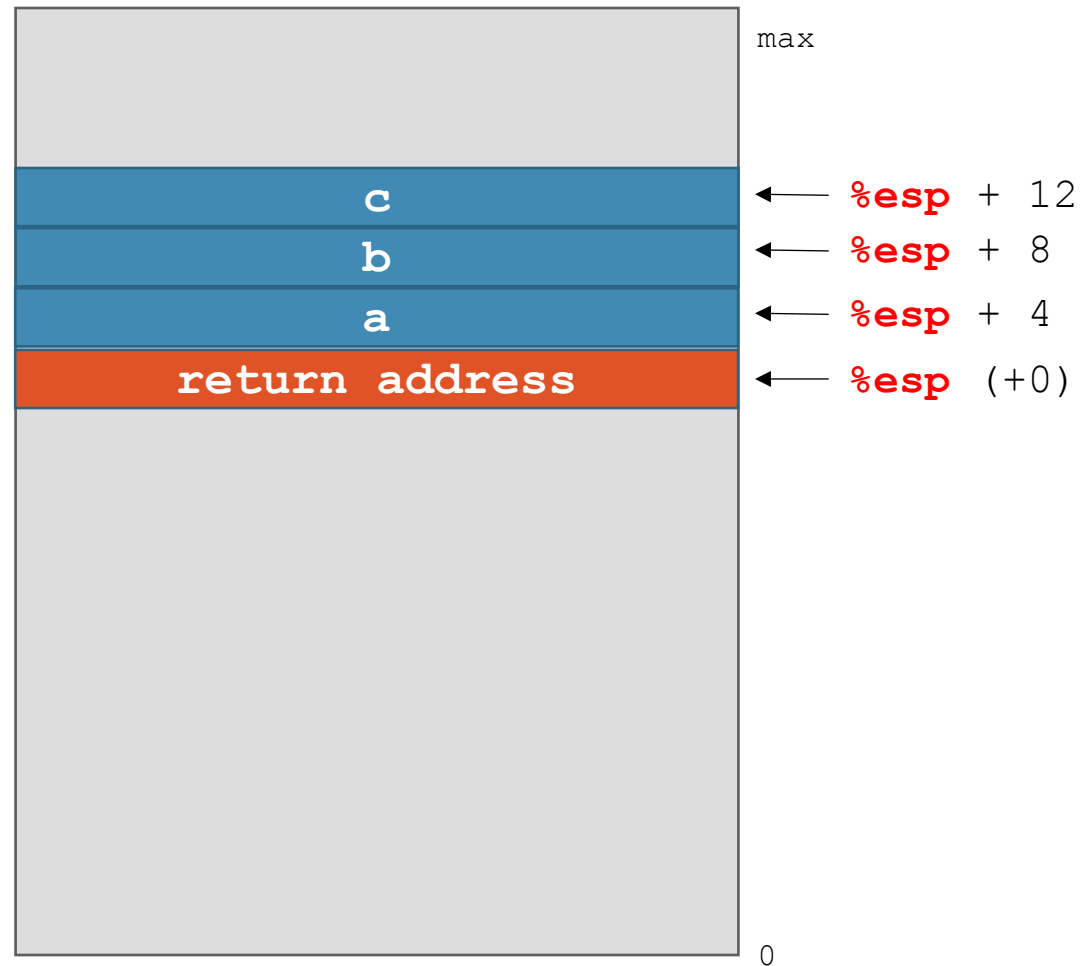 max
c %esp + 12
b %esp + 8
a %esp + 4
return address %esp (+0)
0